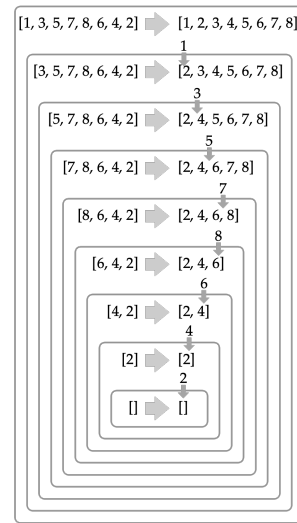 [1, 3, 5, 7, 8, 6, 4, 2] [1, 2, 3, 4, 5, 6, 7, 8]
1
[3, 5, 7, 8, 6, 4, 2] [2, 3, 4, 5, 6, 7, 8]
3
[5, 7, 8, 6, 4, 2] [2, 4, 5, 6, 7, 8]
5
[7, 8, 6, 4, 2] [2, 4, 6, 7, 8]
7
[8, 6, 4, 2] [2, 4, 6, 8]
8
[6, 4, 2] [2, 4, 6]
6
[4, 2] [2, 4]
4
[2] [2]
2
[] []